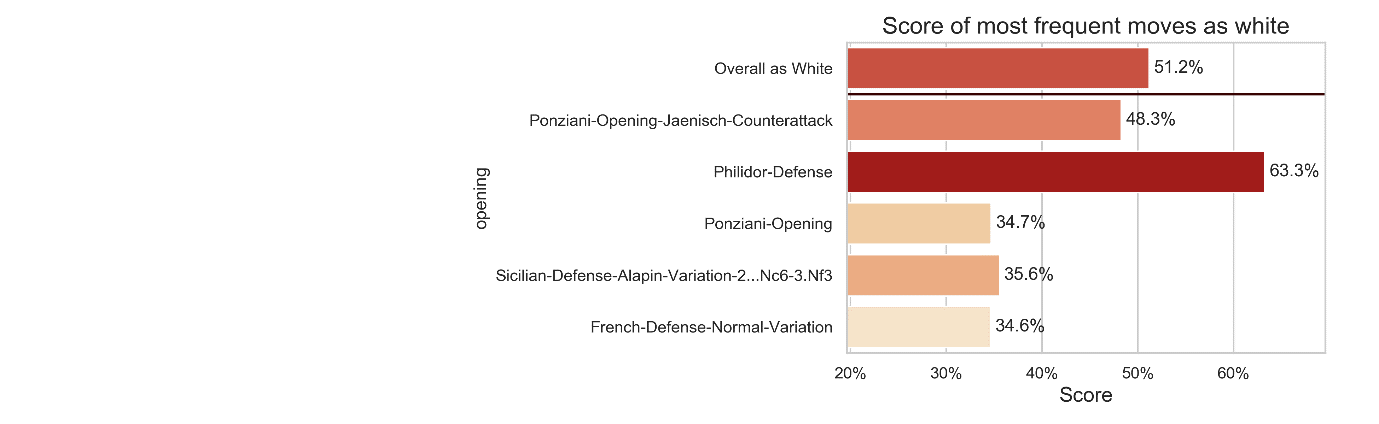 Score of most frequent moves as white
Overall as White
51.2%
Ponziani-Opening-Jaenisch-Counterattack
48.3%
Philidor-Defense
63.3%
opening
Ponziani-Opening
34.7%
Sicilian-Defense-Alapin-Variation-2...Nc6-3.Nf3
35.6%
French-Defense-Normal-Variation
34.6%
20% 30% 40% 50% 60%
Score